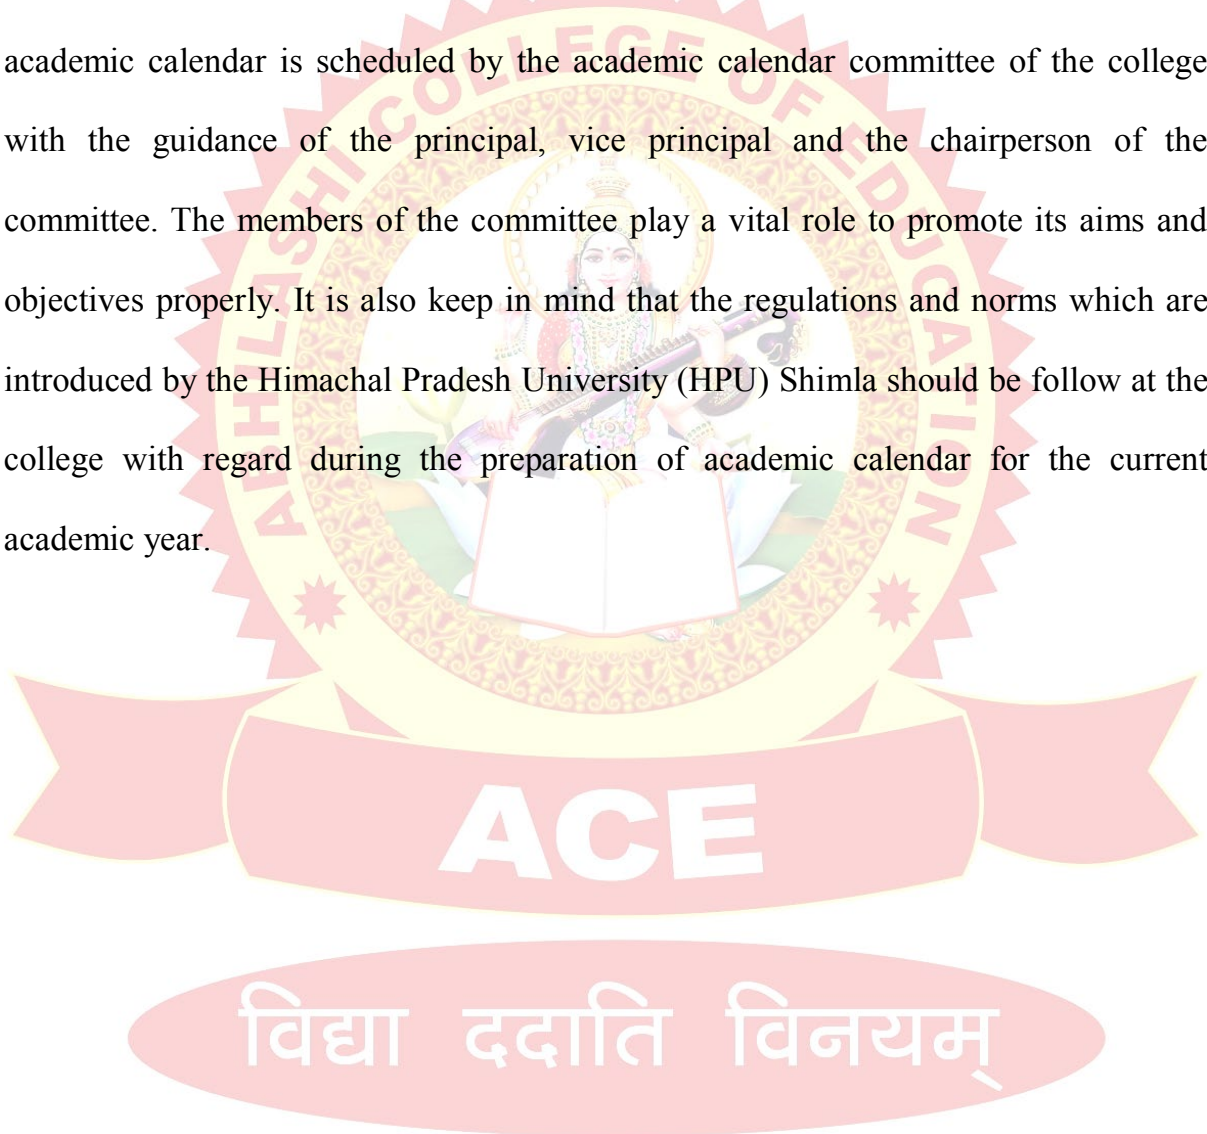 academic calendar is scheduled by the academic calendar committee of the college
with the guidance of the principal, vice principal and the chairperson of the
committee. The members of the committee play a vital role to promote its aims and
objectives properly. It is also keep in mind that the regulations and norms which are
introduced by the Himachal Pradesh University (HPU) Shimla should be follow at the
college with regard during the preparation of academic calendar for the current
academic year.
ABHILASHI COLLEGE OF EDUCATION
ACE
विद्या ददाति विनयम्